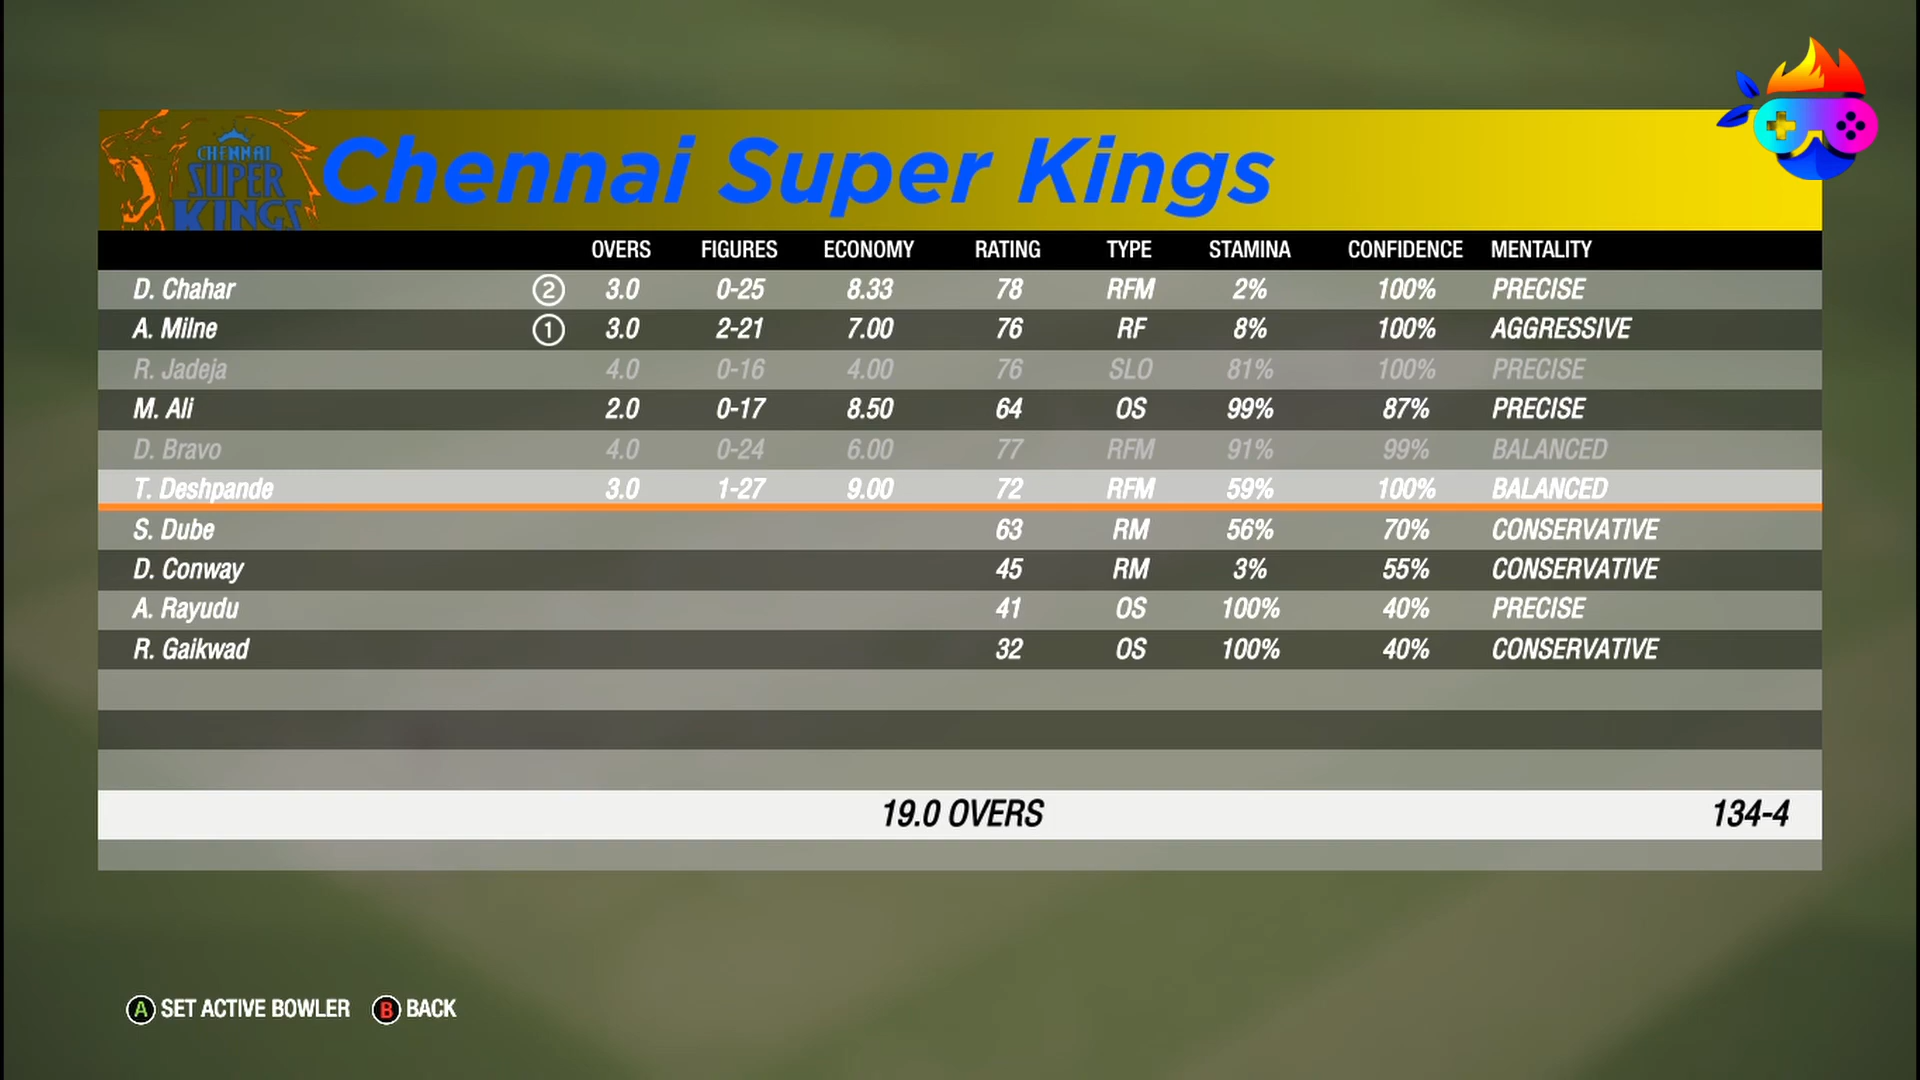 CHENNAI
SUPER
KINGS
Chennai Super Kings
OVERS FIGURES ECONOMY RATING TYPE STAMINA CONFIDENCE MENTALITY
D. Chahar 2 3.0 0-25 8.33 78 RFM 2% 100% PRECISE
A. Milne 1 3.0 2-21 7.00 76 RF 8% 100% AGGRESSIVE
R. Jadeja 4.0 0-16 4.00 76 SLO 81% 100% PRECISE
M. Ali 2.0 0-17 8.50 64 OS 99% 87% PRECISE
D. Bravo 4.0 0-24 6.00 77 RFM 91% 99% BALANCED
T. Deshpande 3.0 1-27 9.00 72 RFM 59% 100% BALANCED
S. Dube 63 RM 56% 70% CONSERVATIVE
D. Conway 45 RM 3% 55% CONSERVATIVE
A. Rayudu 41 OS 100% 40% PRECISE
R. Gaikwad 32 OS 100% 40% CONSERVATIVE
19.0 OVERS 134-4
A SET ACTIVE BOWLER B BACK